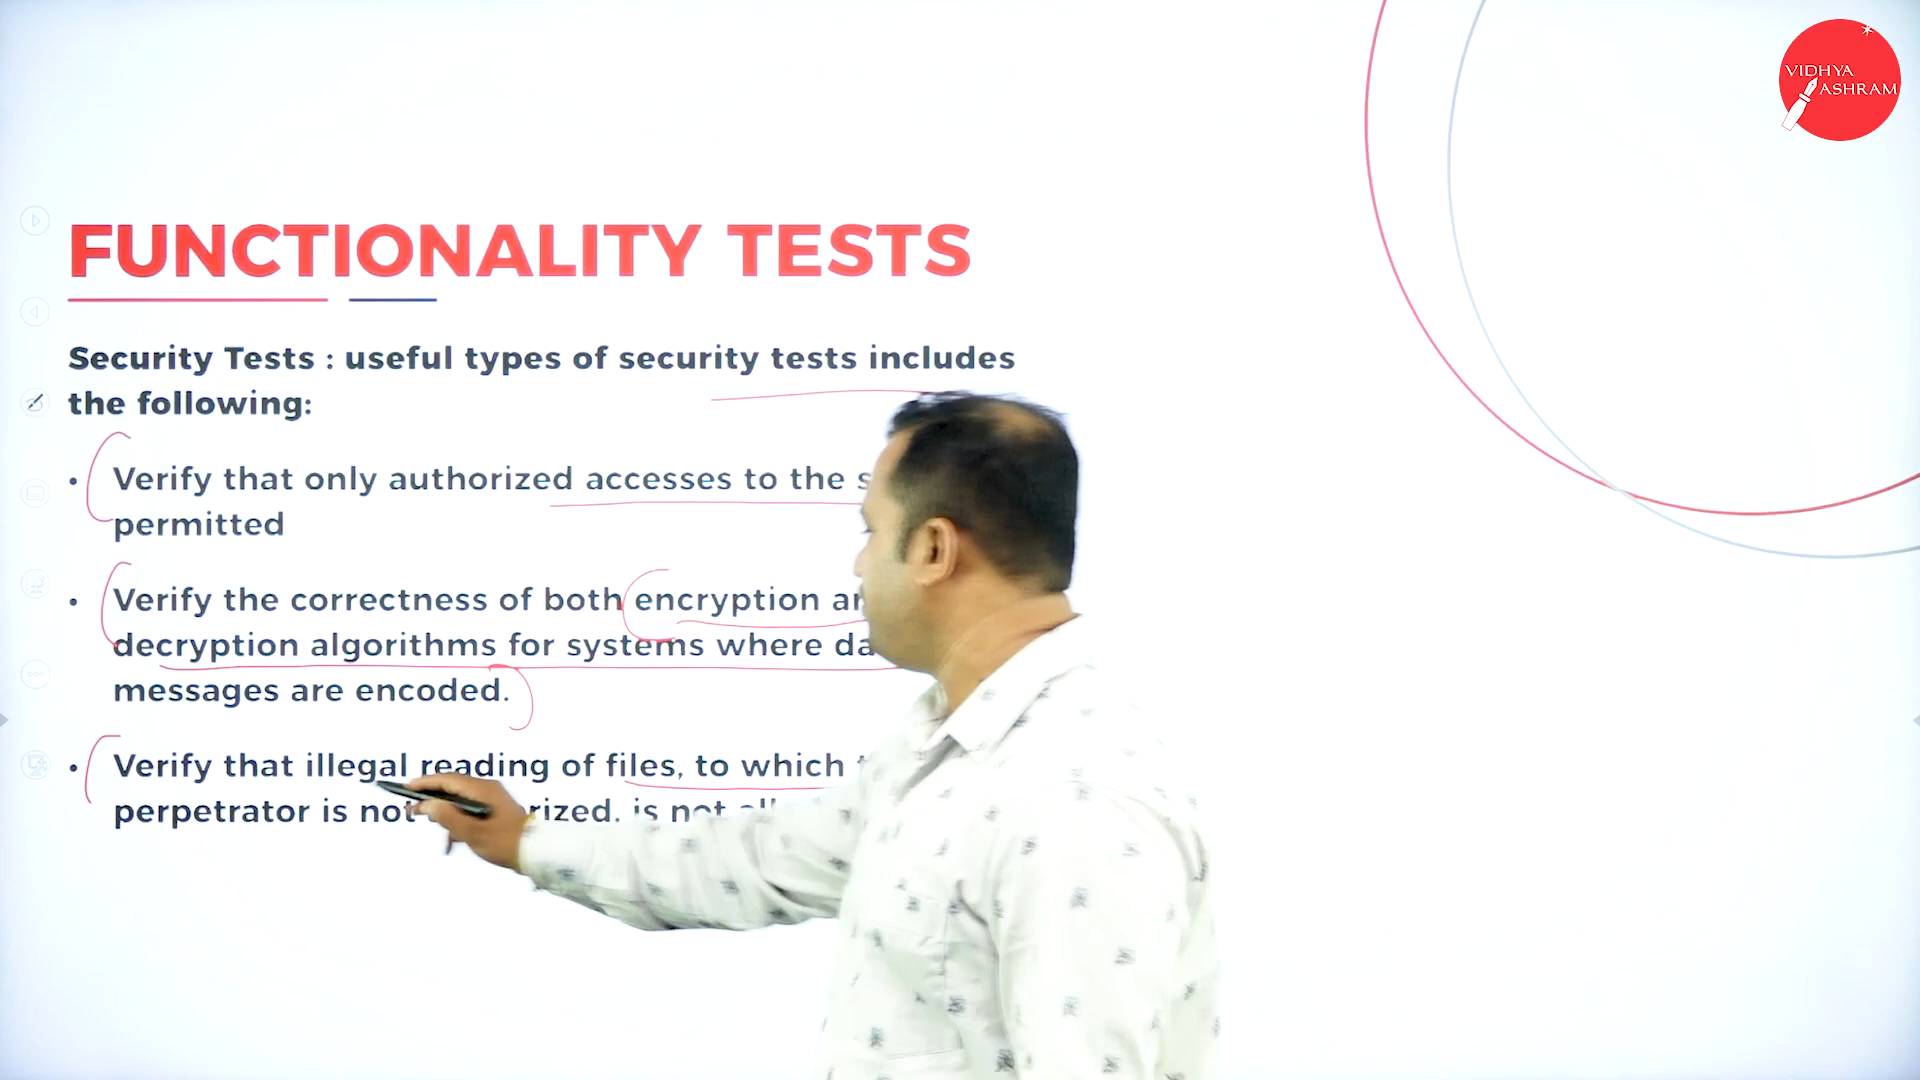 VIDHYA
ASHRAM
FUNCTIONALITY TESTS
Security Tests : useful types of security tests includes
the following:
• Verify that only authorized accesses to the
permitted
• Verify the correctness of both encryption
decryption algorithms for systems where
messages are encoded.
• Verify that illegal reading of files, to which
perpetrator is not is not